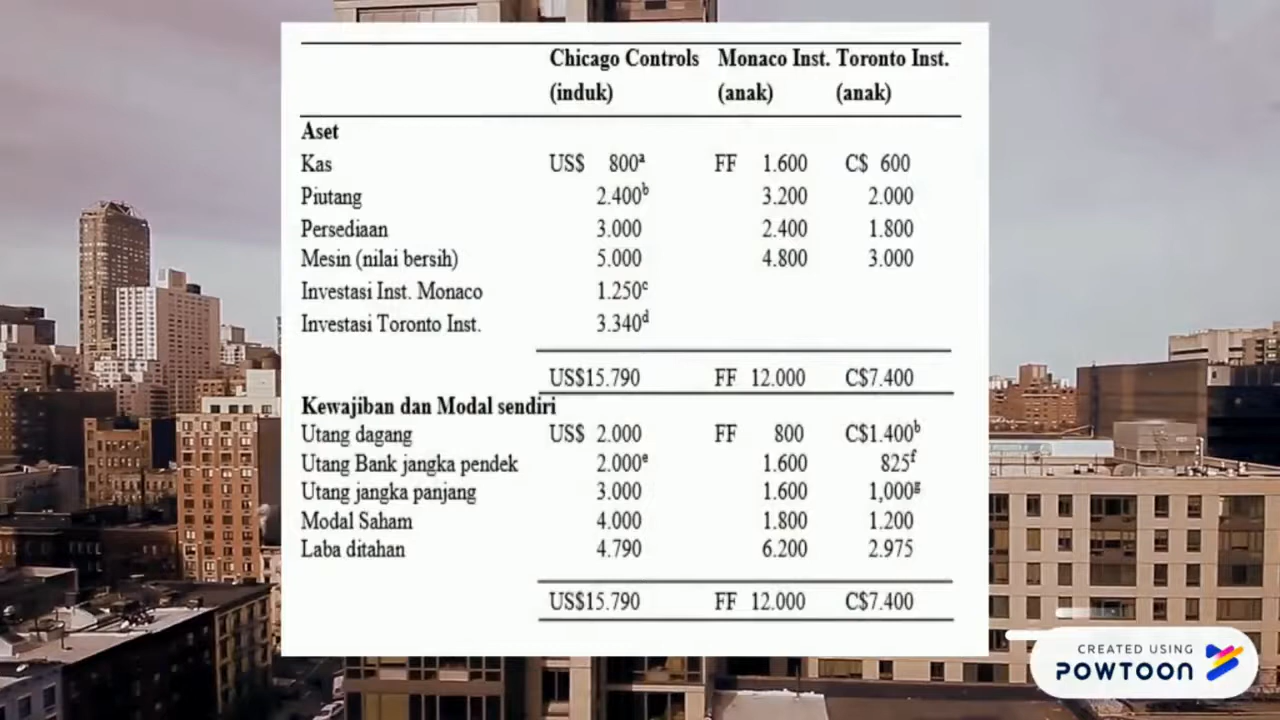 Chicago Controls Monaco Inst. Toronto Inst.
(induk) (anak) (anak)
Aset
Kas US$ 800ᵃ FF 1.600 C$ 600
Piutang 2.400ᵇ 3.200 2.000
Persediaan 3.000 2.400 1.800
Mesin (nilai bersih) 5.000 4.800 3.000
Investasi Inst. Monaco 1.250ᶜ
Investasi Toronto Inst. 3.340ᵈ
US$15.790 FF 12.000 C$7.400
Kewajiban dan Modal sendiri
Utang dagang US$ 2.000 FF 800 C$1.400ᵇ
Utang Bank jangka pendek 2.000ᵉ 1.600 825ᶠ
Utang jangka panjang 3.000 1.600 1,000ᵍ
Modal Saham 4.000 1.800 1.200
Laba ditahan 4.790 6.200 2.975
US$15.790 FF 12.000 C$7.400
CREATED USING
POWTOON